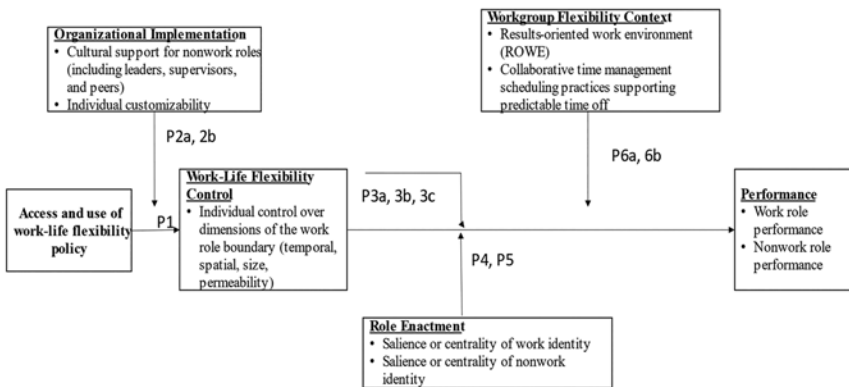 Organizational Implementation
• Cultural support for nonwork roles
(including leaders, supervisors,
and peers)
• Individual customizability
Workgroup Flexibility Context
• Results-oriented work environment
(ROWE)
• Collaborative time management
scheduling practices supporting
predictable time off
P2a, 2b
P6a, 6b
Access and use of
work-life flexibility
policy
P1
Work-Life Flexibility
Control
• Individual control over
dimensions of the work
role boundary (temporal,
spatial, size,
permeability)
P3a, 3b, 3c
P4, P5
Performance
• Work role
performance
• Nonwork role
performance
Role Enactment
• Salience or centrality of work identity
• Salience or centrality of nonwork
identity